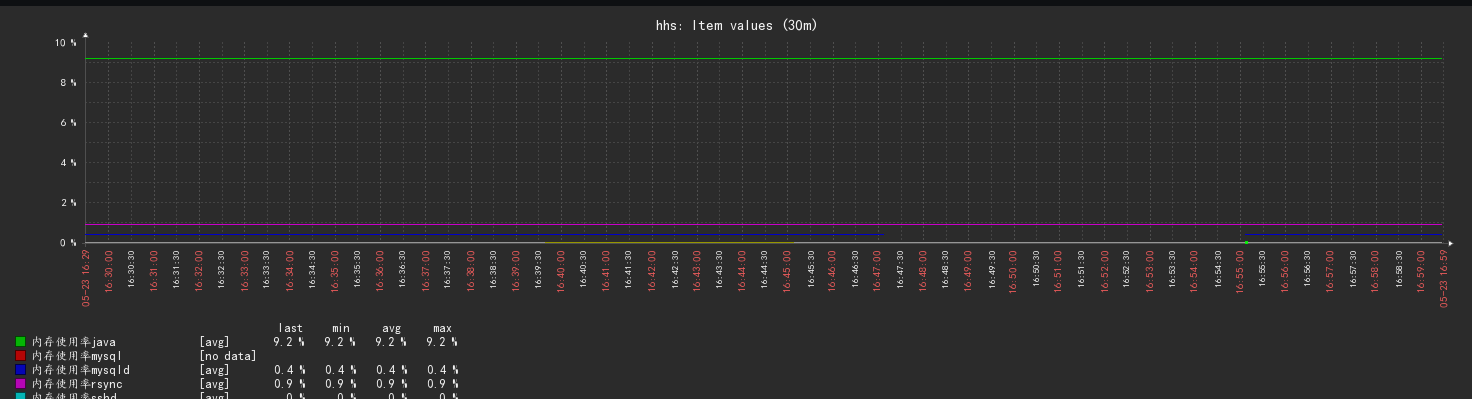 hhs: Item values (30m)
10 %
8 %
6 %
4 %
2 %
0 %
05-23 16:29 16:30:00 16:30:30 16:31:00 16:31:30 16:32:00 16:32:30 16:33:00 16:33:30 16:34:00 16:34:30 16:35:00 16:35:30 16:36:00 16:36:30 16:37:00 16:37:30 16:38:00 16:38:30 16:39:00 16:39:30 16:40:00 16:40:30 16:41:00 16:41:30 16:42:00 16:42:30 16:43:00 16:43:30 16:44:00 16:44:30 16:45:00 16:45:30 16:46:00 16:46:30 16:47:00 16:47:30 16:48:00 16:48:30 16:49:00 16:49:30 16:50:00 16:50:30 16:51:00 16:51:30 16:52:00 16:52:30 16:53:00 16:53:30 16:54:00 16:54:30 16:55:00 16:55:30 16:56:00 16:56:30 16:57:00 16:57:30 16:58:00 16:58:30 16:59:00 05-23 16:59
last min avg max
内存使用率java [avg] 9.2 % 9.2 % 9.2 % 9.2 %
内存使用率mysql [no data]
内存使用率mysqld [avg] 0.4 % 0.4 % 0.4 % 0.4 %
内存使用率rsync [avg] 0.9 % 0.9 % 0.9 % 0.9 %
内存使用率sshd [avg] 0 % 0 % 0 % 0 %